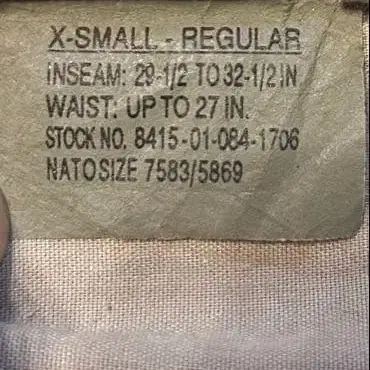 X-SMALL - REGULAR
INSEAM: 29-1/2 TO 32-1/2 IN
WAIST: UP TO 27 IN.
STOCK NO. 8415-01-084-1706
NATO SIZE 7583/5869